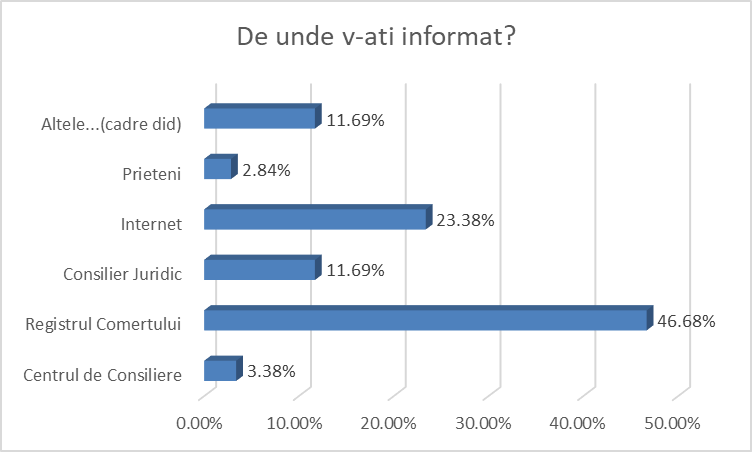 De unde v-ati informat?
Altele...(cadre did)
11.69%
Prieteni
2.84%
Internet
23.38%
Consilier Juridic
11.69%
Registrul Comertului
46.68%
Centrul de Consiliere
3.38%
0.00% 10.00% 20.00% 30.00% 40.00% 50.00%